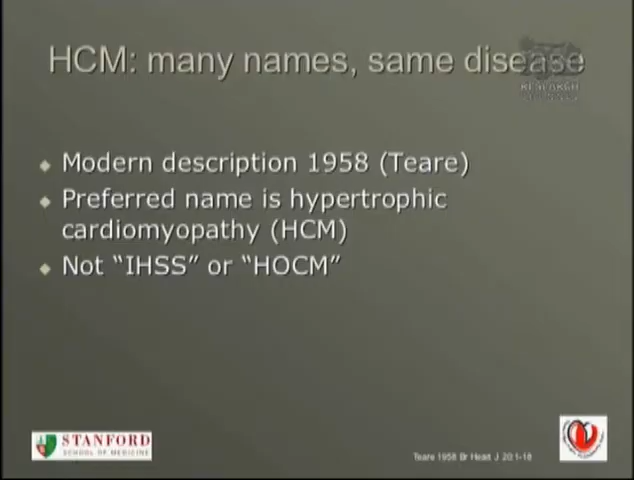 HCM: many names, same disease
RESEARCH
Modern description 1958 (Teare)
Preferred name is hypertrophic
cardiomyopathy (HCM)
Not “IHSS” or “HOCM”
STANFORD
SCHOOL OF MEDICINE
Teare 1958 Br Heart J 20:1-18